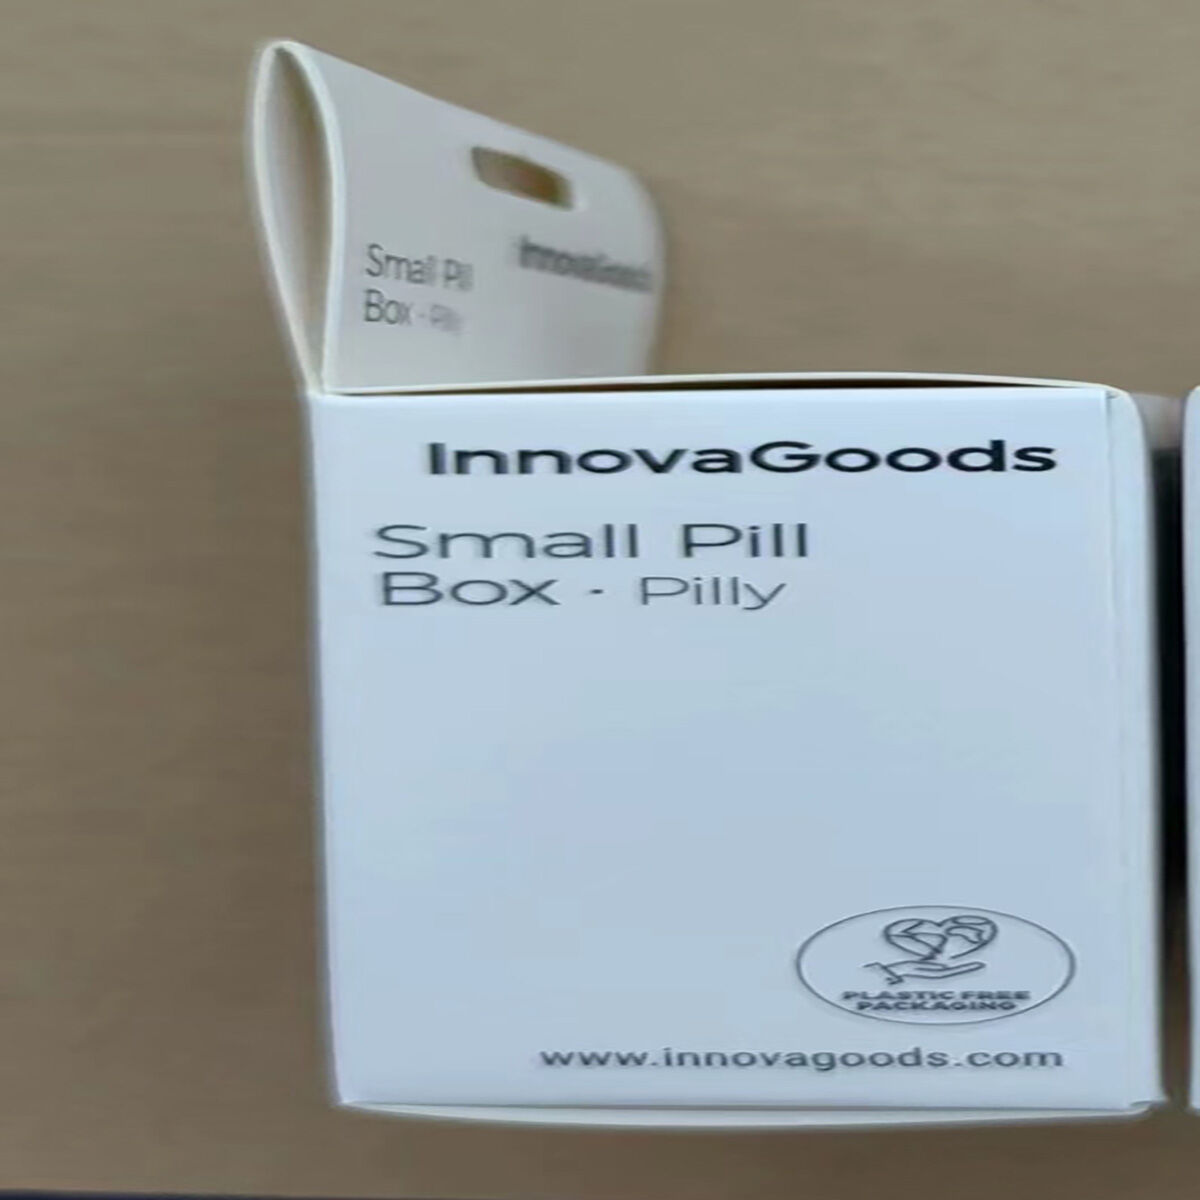 Small Pill
Box · Pilly
InnovaGoods
InnovaGoods
Small Pill
Box · Pilly
PLASTIC FREE
PACKAGING
www.innovagoods.com